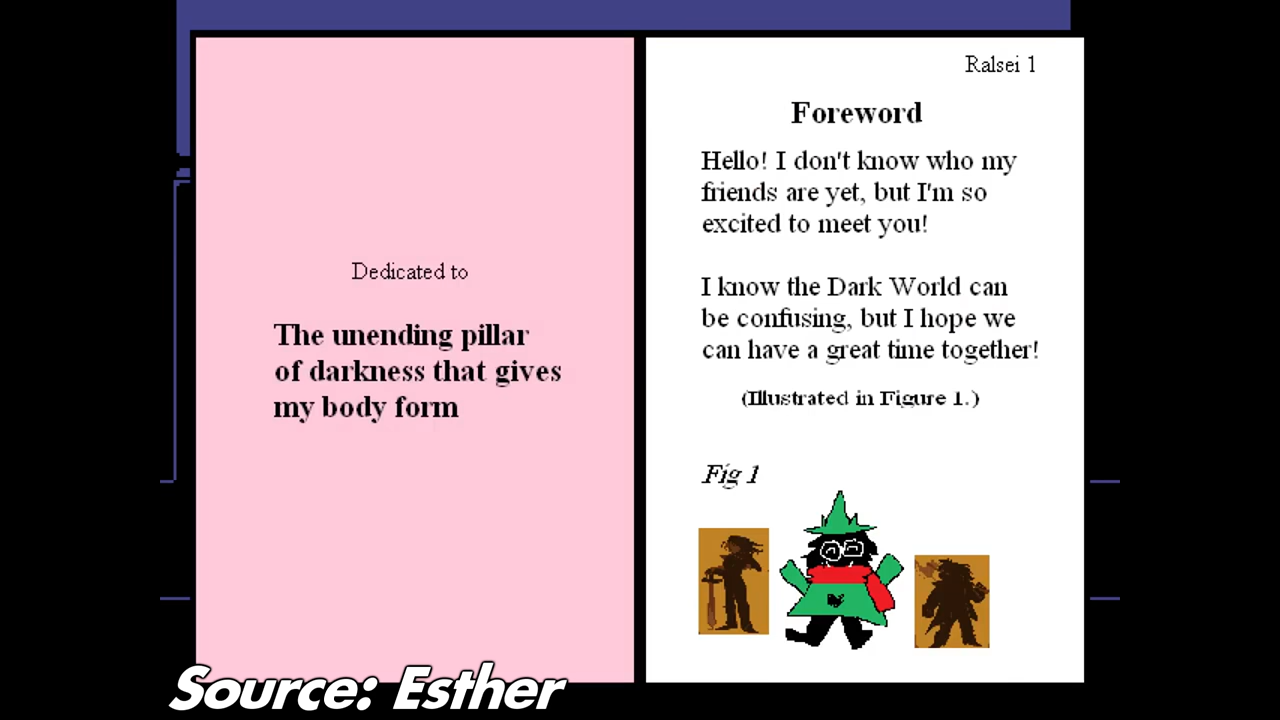 Dedicated to
The unending pillar
of darkness that gives
my body form
Ralsei 1
Foreword
Hello! I don't know who my
friends are yet, but I'm so
excited to meet you!
I know the Dark World can
be confusing, but I hope we
can have a great time together!
(Illustrated in Figure 1.)
Fig 1
Source: Esther